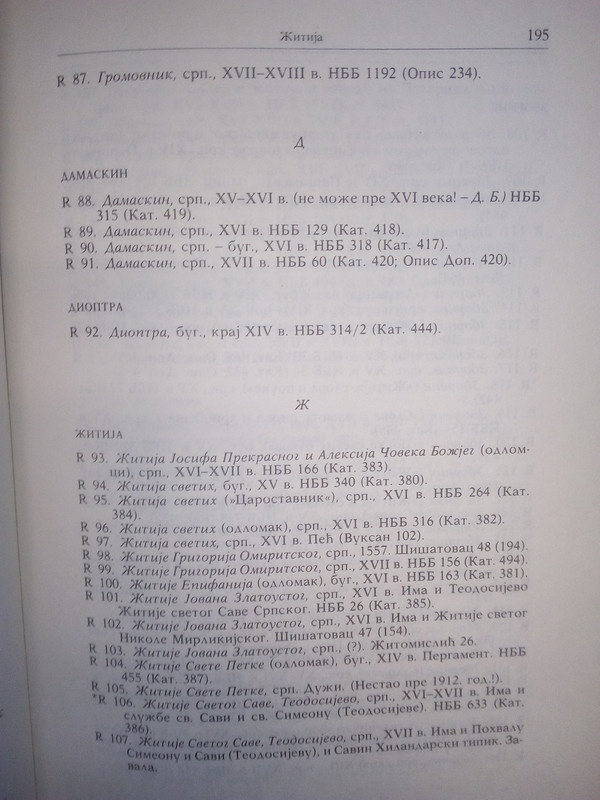 Житија 195
R 87. Громовник, срп., XVII–XVIII в. НББ 1192 (Опис 234).
Д
ДАМАСКИН
R 88. Дамаскин, срп., XV–XVI в. (не може пре XVI века! – Д. Б.) НББ
315 (Кат. 419).
R 89. Дамаскин, срп., XVI в. НББ 129 (Кат. 418).
R 90. Дамаскин, срп. – буг., XVI в. НББ 318 (Кат. 417).
R 91. Дамаскин, срп., XVII в. НББ 60 (Кат. 420; Опис Доп. 420).
ДИОПТРА
R 92. Диоптра, буг., крај XIV в. НББ 314/2 (Кат. 444).
Ж
ЖИТИЈА
R 93. Житија Јосифа Прекрасног и Алексија Човека Божјег (одлом-
ци), срп., XVI–XVII в. НББ 166 (Кат. 383).
R 94. Житија светих, буг., XV в. НББ 340 (Кат. 380).
R 95. Житија светих (»Цароставник«), срп., XVI в. НББ 264 (Кат.
384).
R 96. Житија светих (одломак), срп., XVI в. НББ 316 (Кат. 382).
R 97. Житија светих, срп., XVI в. Пећ (Вуксан 102).
R 98. Житије Григорија Омиритског, срп., 1557. Шишатовац 48 (194).
R 99. Житије Григорија Омиритског, срп., XVII в. НББ 156 (Кат. 494).
R 100. Житије Епифанија (одломак), буг., XVI в. НББ 163 (Кат. 381).
R 101. Житије Јована Златоустог, срп., XVI в. Има и Теодосијево
Житије светог Саве Српског. НББ 26 (Кат. 385).
R 102. Житије Јована Златоустог, срп., XVI в. Има и Житије светог
Николе Мирликијског. Шишатовац 47 (154).
R 103. Житије Јована Златоустог, срп., (?). Житомислић 26.
R 104. Житије Свете Петке (одломак), буг., XIV в. Пергамент. НББ
455 (Кат. 387).
R 105. Житије Свете Петке, срп. Дужи. (Нестао пре 1912. год.!).
*R 106. Житије Светог Саве, Теодосијево, срп., XVI–XVII в. Има и
службе св. Сави и св. Симеону (Теодосијеве). НББ 633 (Кат.
386).
R 107. Житије Светог Саве, Теодосијево, срп., XVII в. Има и Похвалу
Симеону и Сави (Теодосијеву), и Савин Хиландарски типик. За-
вала.